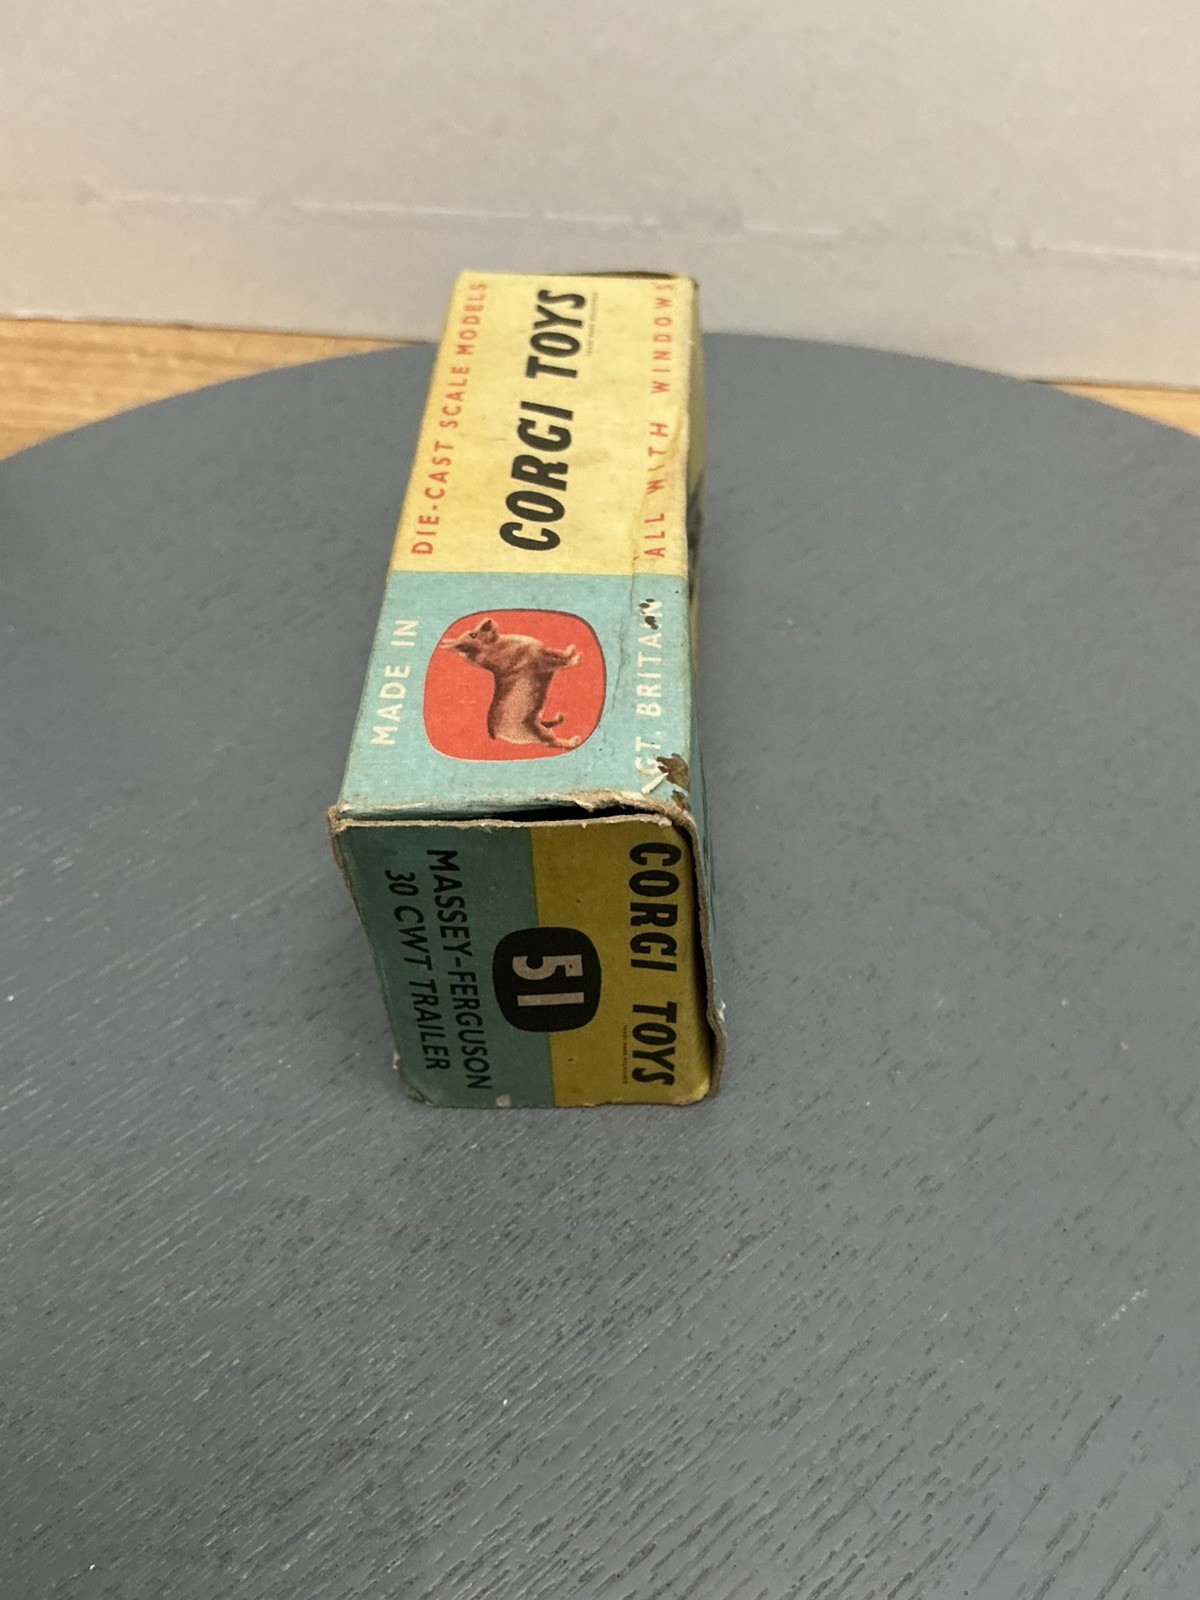 DIE-CAST SCALE MODELS
CORGI TOYS
ALL WITH WINDOWS
MADE IN
GT. BRITAIN
CORGI TOYS
51
MASSEY-FERGUSON
30 CWT TRAILER